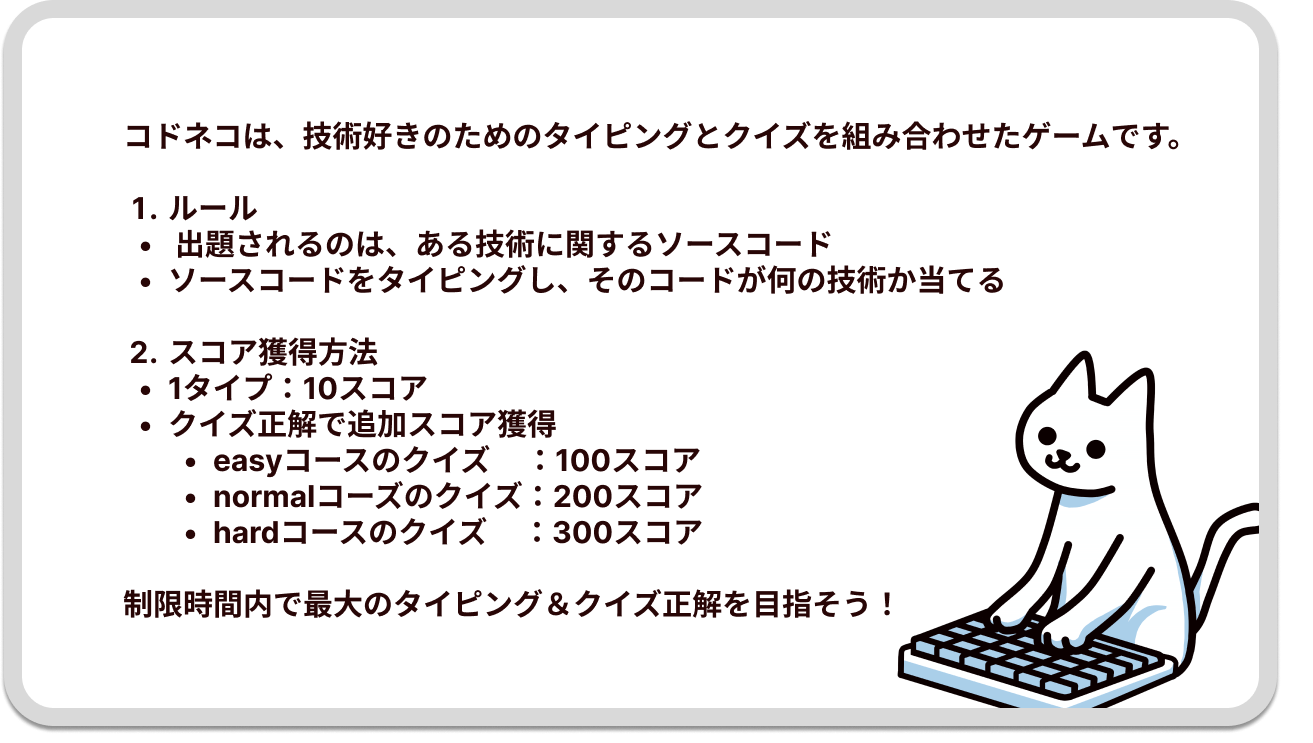 コドネコは、技術好きのためのタイピングとクイズを組み合わせたゲームです。
1. ルール
• 出題されるのは、ある技術に関するソースコード
• ソースコードをタイピングし、そのコードが何の技術か当てる
2. スコア獲得方法
• 1タイプ：10スコア
• クイズ正解で追加スコア獲得
• easyコースのクイズ　：100スコア
• normalコーズのクイズ：200スコア
• hardコースのクイズ　：300スコア
制限時間内で最大のタイピング＆クイズ正解を目指そう！